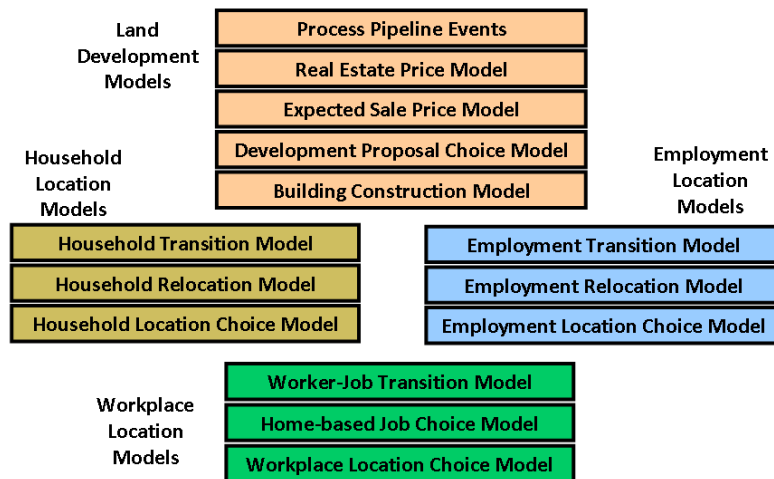 Land
Development
Models
Process Pipeline Events
Real Estate Price Model
Expected Sale Price Model
Development Proposal Choice Model
Building Construction Model
Household
Location
Models
Household Transition Model
Household Relocation Model
Household Location Choice Model
Employment
Location
Models
Employment Transition Model
Employment Relocation Model
Employment Location Choice Model
Workplace
Location
Models
Worker-Job Transition Model
Home-based Job Choice Model
Workplace Location Choice Model